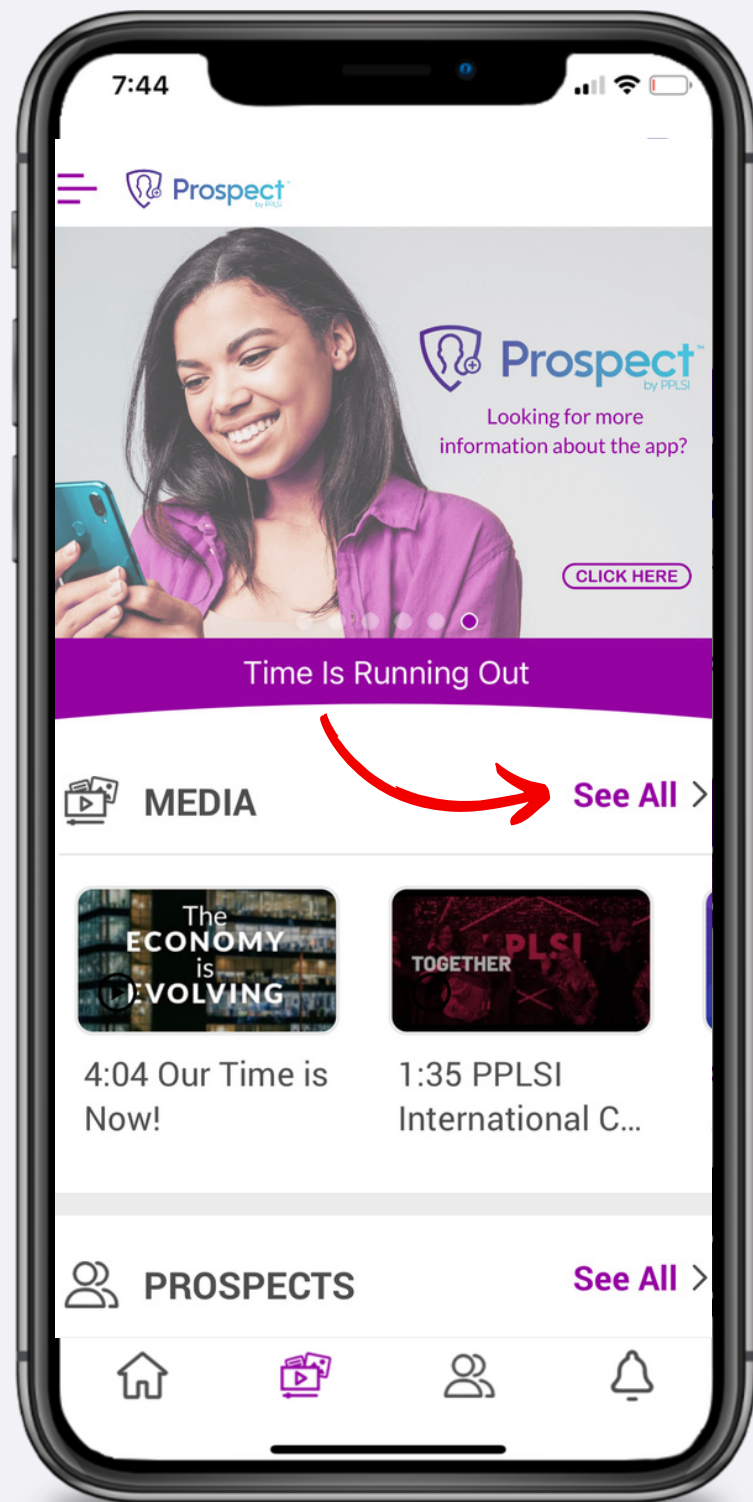 7:44
Prospect
by PPLSI
Prospect™
by PPLSI
Looking for more
information about the app?
CLICK HERE
Time Is Running Out
MEDIA
See All >
The
ECONOMY
is
EVOLVING
TOGETHER
PPLSI
4:04 Our Time is
Now!
1:35 PPLSI
International C...
PROSPECTS
See All >